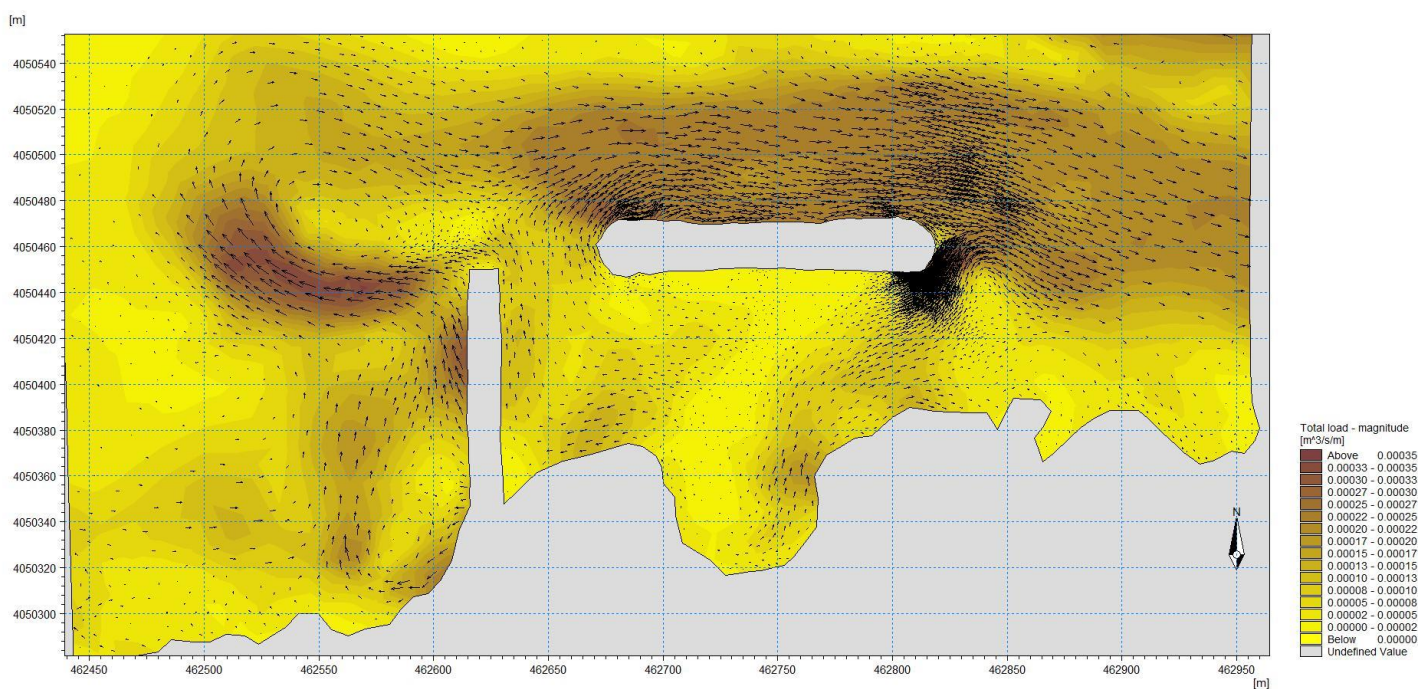 [m]
4050540
4050520
4050500
4050480
4050460
4050440
4050420
4050400
4050380
4050360
4050340
4050320
4050300
462450 462500 462550 462600 462650 462700 462750 462800 462850 462900 462950
[m]
N
Total load - magnitude
[m^3/s/m]
Above 0.00035
0.00033 - 0.00035
0.00030 - 0.00033
0.00027 - 0.00030
0.00025 - 0.00027
0.00022 - 0.00025
0.00020 - 0.00022
0.00017 - 0.00020
0.00015 - 0.00017
0.00013 - 0.00015
0.00010 - 0.00013
0.00008 - 0.00010
0.00005 - 0.00008
0.00002 - 0.00005
0.00000 - 0.00002
Below 0.00000
Undefined Value